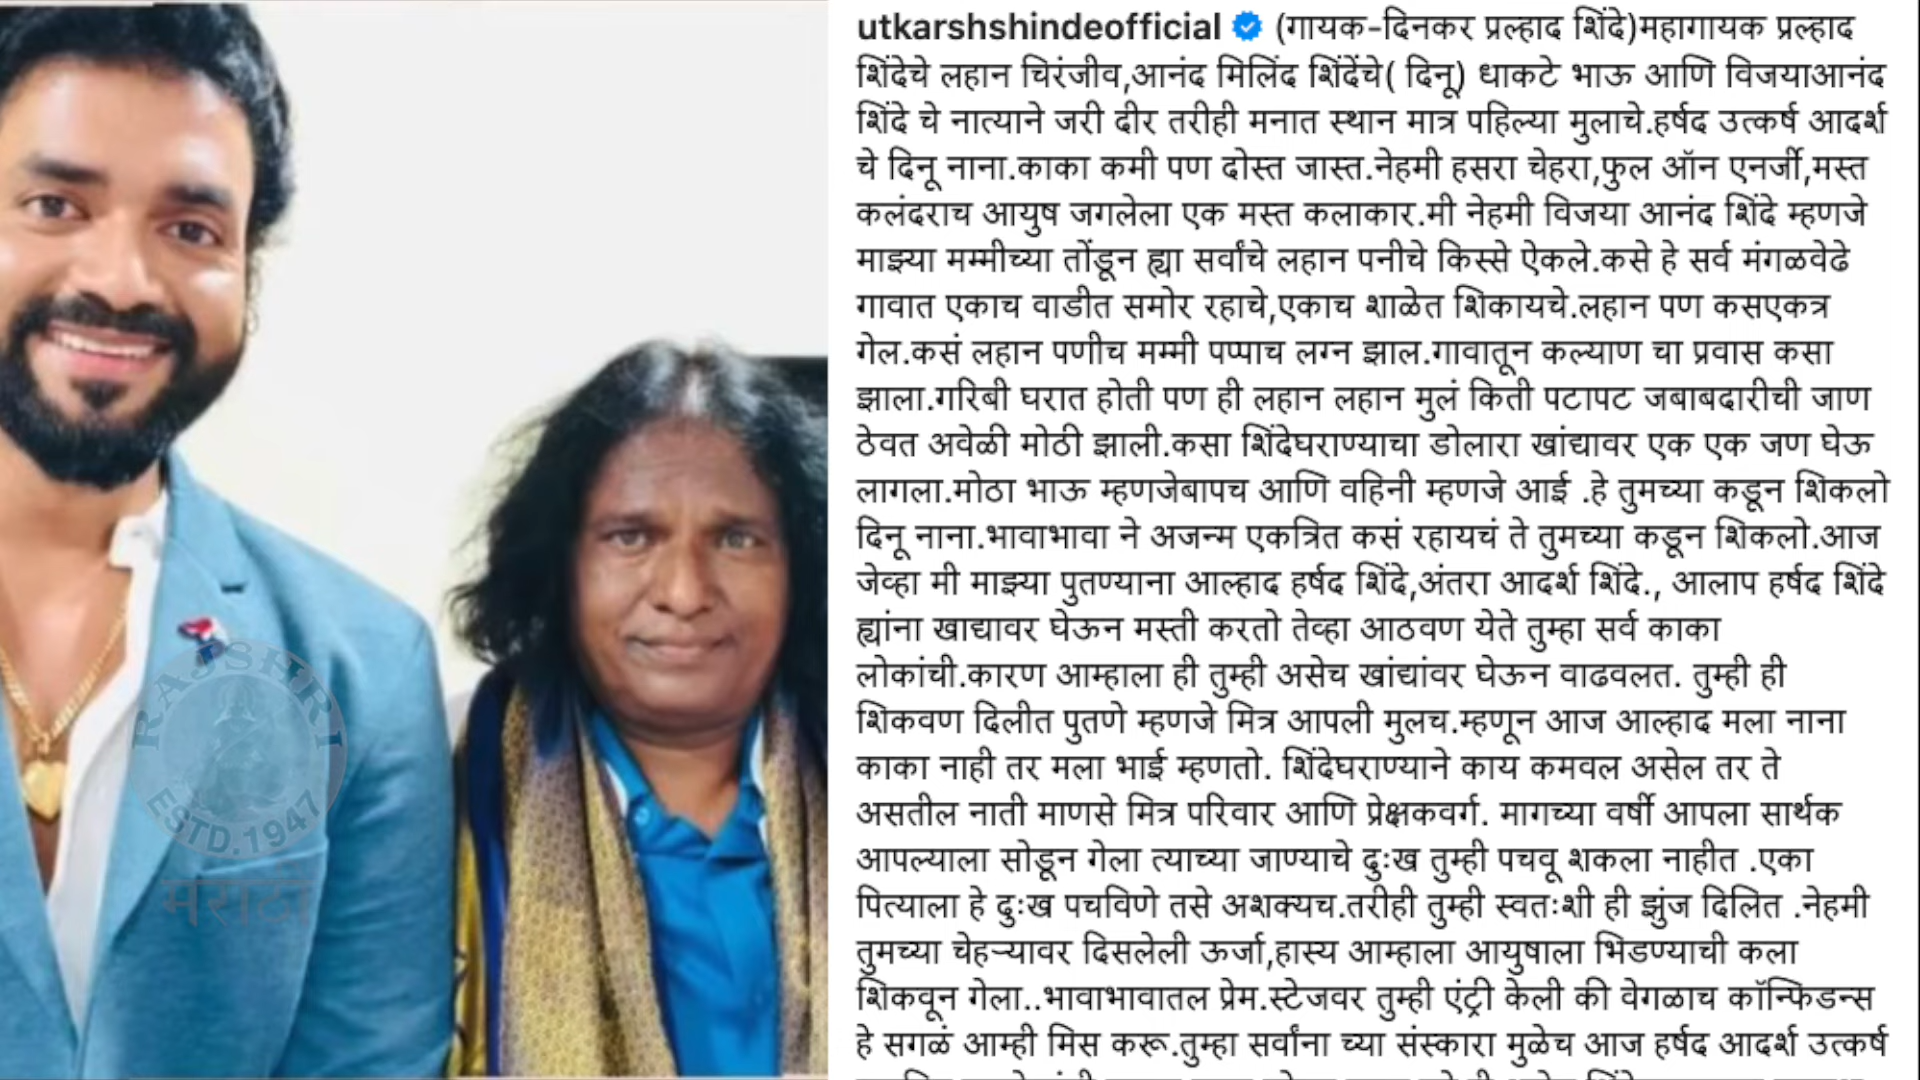 utkarshshindeofficial (गायक-दिनकर प्रल्हाद शिंदे)महागायक प्रल्हाद
शिंदेचे लहान चिरंजीव,आनंद मिलिंद शिंदेंचे( दिनू) धाकटे भाऊ आणि विजयाआनंद
शिंदे चे नात्याने जरी दीर तरीही मनात स्थान मात्र पहिल्या मुलाचे.हर्षद उत्कर्ष आदर्श
चे दिनू नाना.काका कमी पण दोस्त जास्त.नेहमी हसरा चेहरा,फुल ऑन एनर्जी,मस्त
कलंदराच आयुष जगलेला एक मस्त कलाकार.मी नेहमी विजया आनंद शिंदे म्हणजे
माझ्या मम्मीच्या तोंडून ह्या सर्वांचे लहान पनीचे किस्से ऐकले.कसे हे सर्व मंगळवेढे
गावात एकाच वाडीत समोर रहाचे,एकाच शाळेत शिकायचे.लहान पण कसएकत्र
गेल.कसं लहान पणीच मम्मी पप्पाच लग्न झाल.गावातून कल्याण चा प्रवास कसा
झाला.गरिबी घरात होती पण ही लहान लहान मुलं किती पटापट जबाबदारीची जाण
ठेवत अवेळी मोठी झाली.कसा शिंदेघराण्याचा डोलारा खांद्यावर एक एक जण घेऊ
लागला.मोठा भाऊ म्हणजेबापच आणि वहिनी म्हणजे आई .हे तुमच्या कडून शिकलो
दिनू नाना.भावाभावा ने अजन्म एकत्रित कसं रहायचं ते तुमच्या कडून शिकलो.आज
जेव्हा मी माझ्या पुतण्याना आल्हाद हर्षद शिंदे,अंतरा आदर्श शिंदे., आलाप हर्षद शिंदे
ह्यांना खाद्यावर घेऊन मस्ती करतो तेव्हा आठवण येते तुम्हा सर्व काका
लोकांची.कारण आम्हाला ही तुम्ही असेच खांद्यांवर घेऊन वाढवलत. तुम्ही ही
शिकवण दिलीत पुतणे म्हणजे मित्र आपली मुलच.म्हणून आज आल्हाद मला नाना
काका नाही तर मला भाई म्हणतो. शिंदेघराण्याने काय कमवल असेल तर ते
असतील नाती माणसे मित्र परिवार आणि प्रेक्षकवर्ग. मागच्या वर्षी आपला सार्थक
आपल्याला सोडून गेला त्याच्या जाण्याचे दुःख तुम्ही पचवू शकला नाहीत .एका
पित्याला हे दुःख पचविणे तसे अशक्यच.तरीही तुम्ही स्वतःशी ही झुंज दिलित .नेहमी
तुमच्या चेहऱ्यावर दिसलेली ऊर्जा,हास्य आम्हाला आयुषाला भिडण्याची कला
शिकवून गेला..भावाभावातल प्रेम.स्टेजवर तुम्ही एंट्री केली की वेगळाच कॉन्फिडन्स
हे सगळं आम्ही मिस करू.तुम्हा सर्वांना च्या संस्कारा मुळेच आज हर्षद आदर्श उत्कर्ष
RAJSHRI
ESTD.1947
मराठी